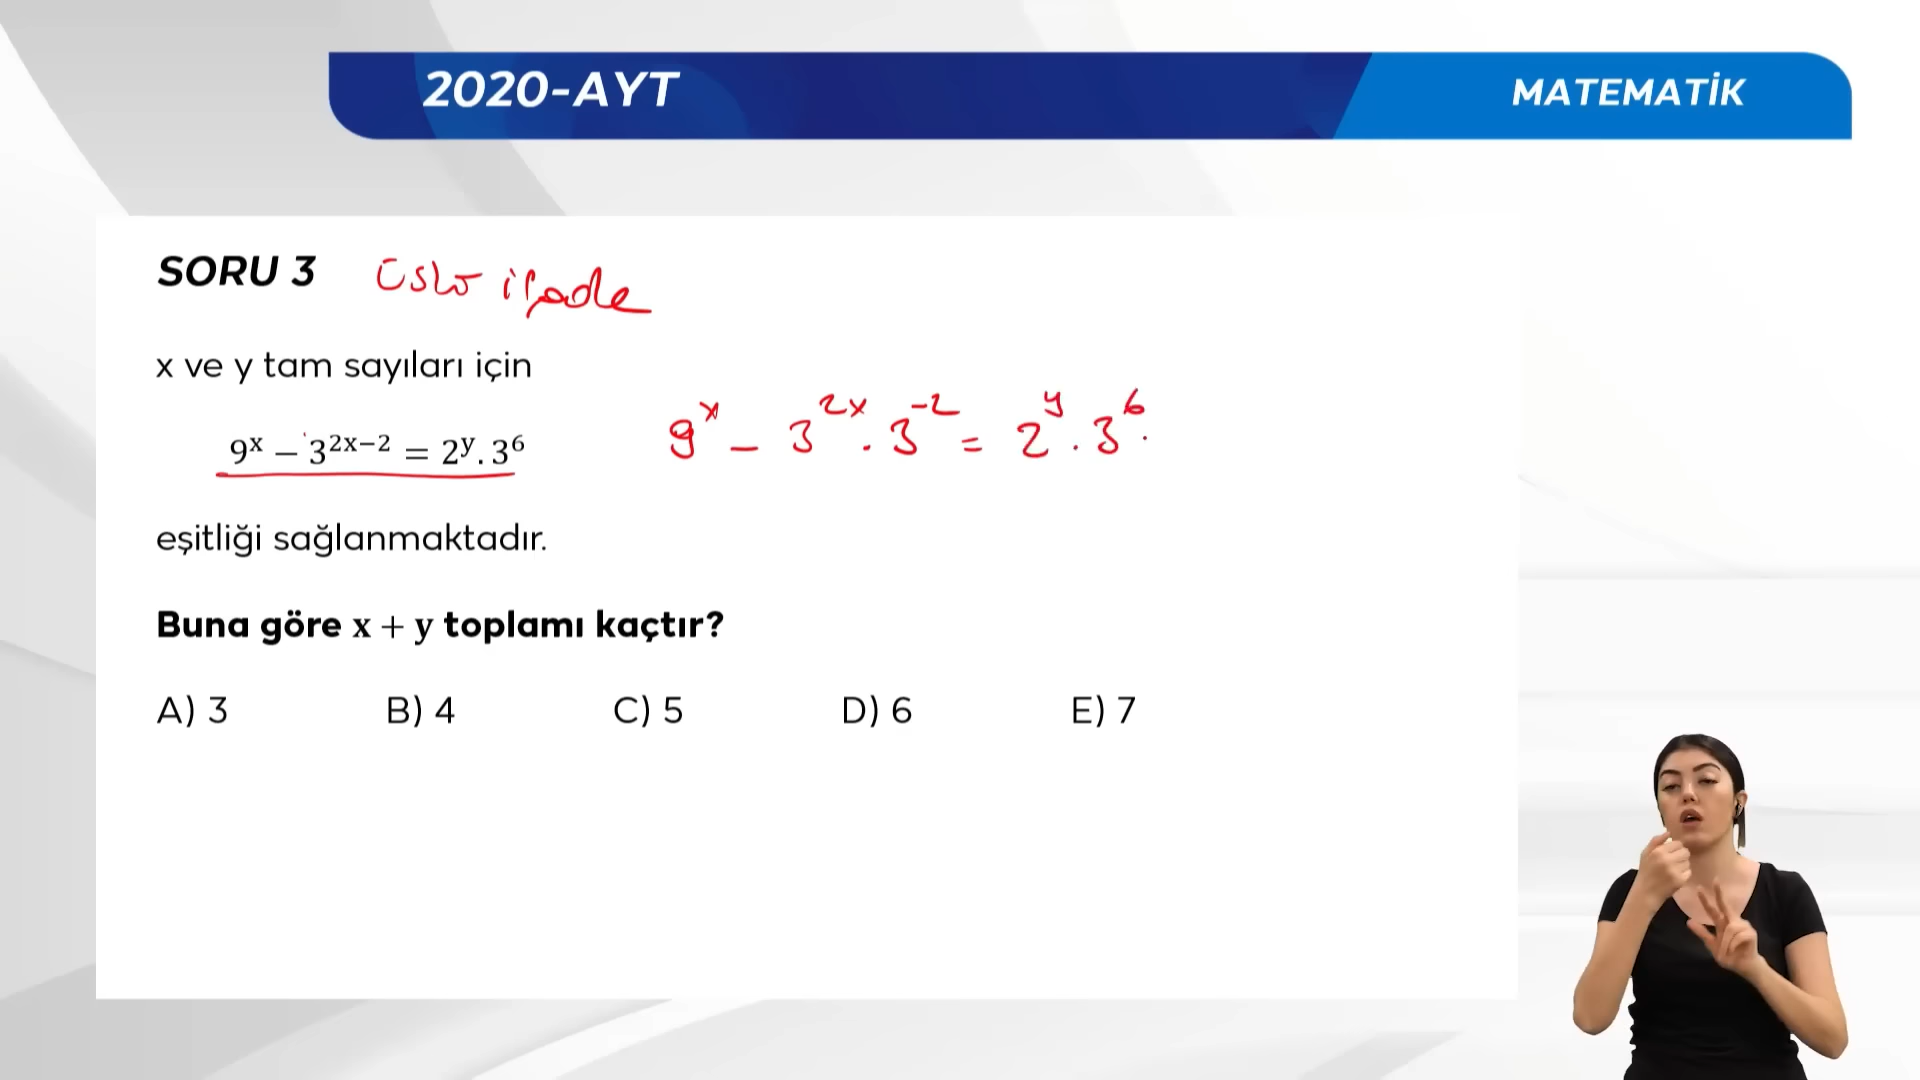 2020-AYT
MATEMATİK
SORU 3
üslü ifade
x ve y tam sayıları için
9ˣ – 3²ˣ⁻² = 2ʸ. 3⁶
9ˣ – 3²ˣ . 3⁻² = 2ʸ . 3⁶
eşitliği sağlanmaktadır.
Buna göre x + y toplamı kaçtır?
A) 3 B) 4 C) 5 D) 6 E) 7